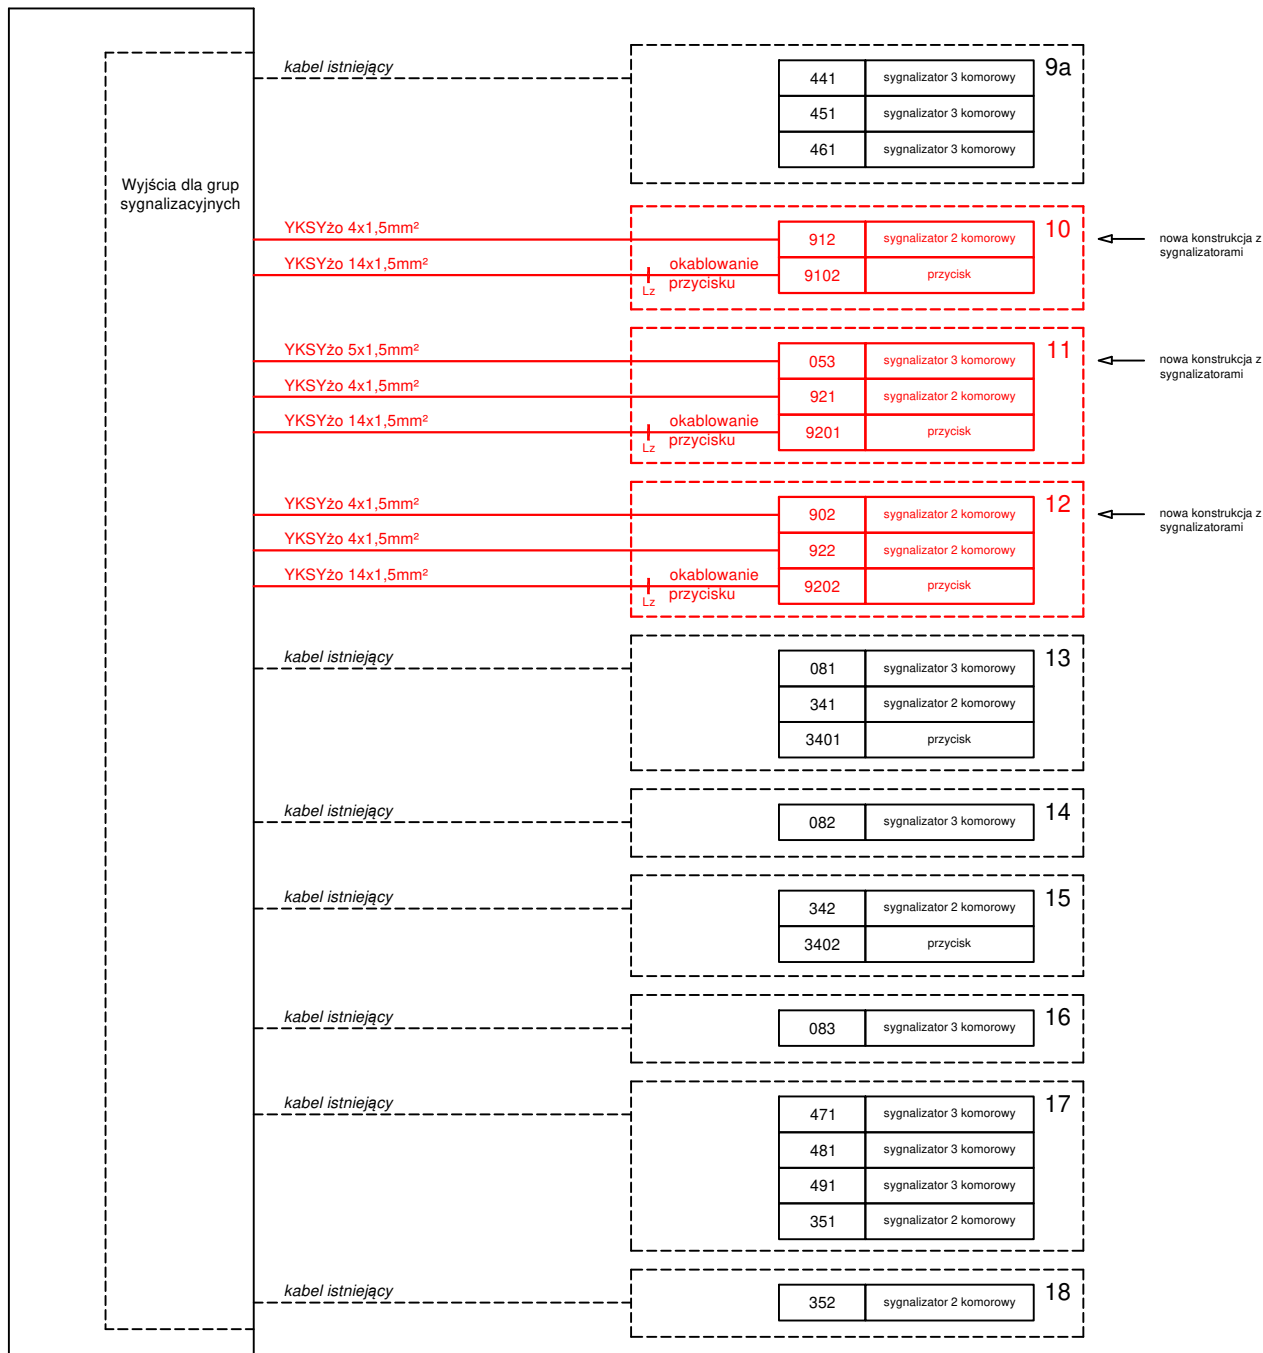 Wyjścia dla grup
sygnalizacyjnych
kabel istniejący
9a
441 sygnalizator 3 komorowy
451 sygnalizator 3 komorowy
461 sygnalizator 3 komorowy
10
YKSYżo 4x1,5mm²
912 sygnalizator 2 komorowy
YKSYżo 14x1,5mm²
Lz
okablowanie
przycisku
9102 przycisk
nowa konstrukcja z
sygnalizatorami
11
YKSYżo 5x1,5mm²
053 sygnalizator 3 komorowy
YKSYżo 4x1,5mm²
921 sygnalizator 2 komorowy
YKSYżo 14x1,5mm²
Lz
okablowanie
przycisku
9201 przycisk
nowa konstrukcja z
sygnalizatorami
12
YKSYżo 4x1,5mm²
902 sygnalizator 2 komorowy
YKSYżo 4x1,5mm²
922 sygnalizator 2 komorowy
YKSYżo 14x1,5mm²
Lz
okablowanie
przycisku
9202 przycisk
nowa konstrukcja z
sygnalizatorami
kabel istniejący
13
081 sygnalizator 3 komorowy
341 sygnalizator 2 komorowy
3401 przycisk
kabel istniejący
14
082 sygnalizator 3 komorowy
kabel istniejący
15
342 sygnalizator 2 komorowy
3402 przycisk
kabel istniejący
16
083 sygnalizator 3 komorowy
kabel istniejący
17
471 sygnalizator 3 komorowy
481 sygnalizator 3 komorowy
491 sygnalizator 3 komorowy
351 sygnalizator 2 komorowy
kabel istniejący
18
352 sygnalizator 2 komorowy